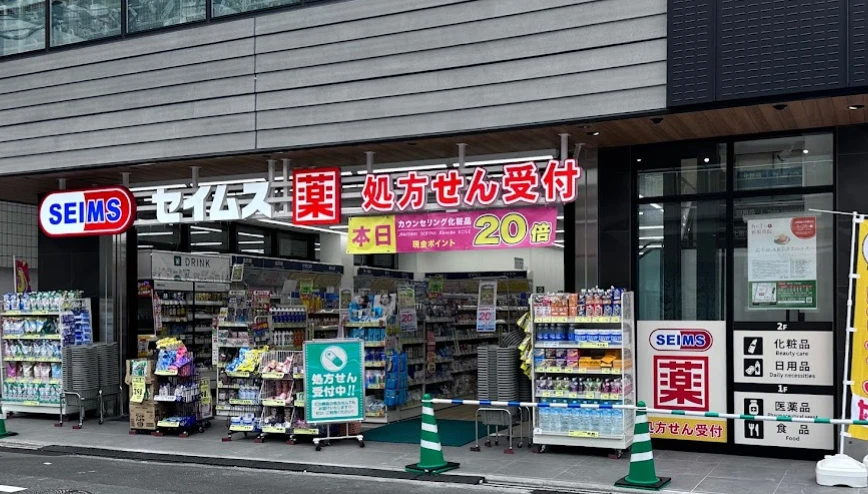 SEIMS
セイムス
薬
処方せん受付
本日
カウンセリング化粧品
現金ポイント
20倍
DRINK
処方せん
受付中!!
SEIMS
薬
処方せん受付
2F
化粧品
Beauty care
日用品
Daily necessities
1F
医薬品
食品
Food